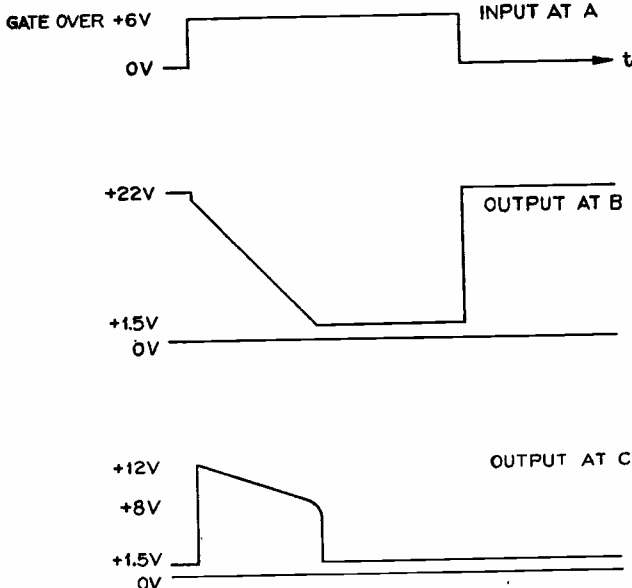 GATE OVER +6V
INPUT AT A
0V
t
+22V
OUTPUT AT B
+1.5V
0V
+12V
OUTPUT AT C
+8V
+1.5V
0V